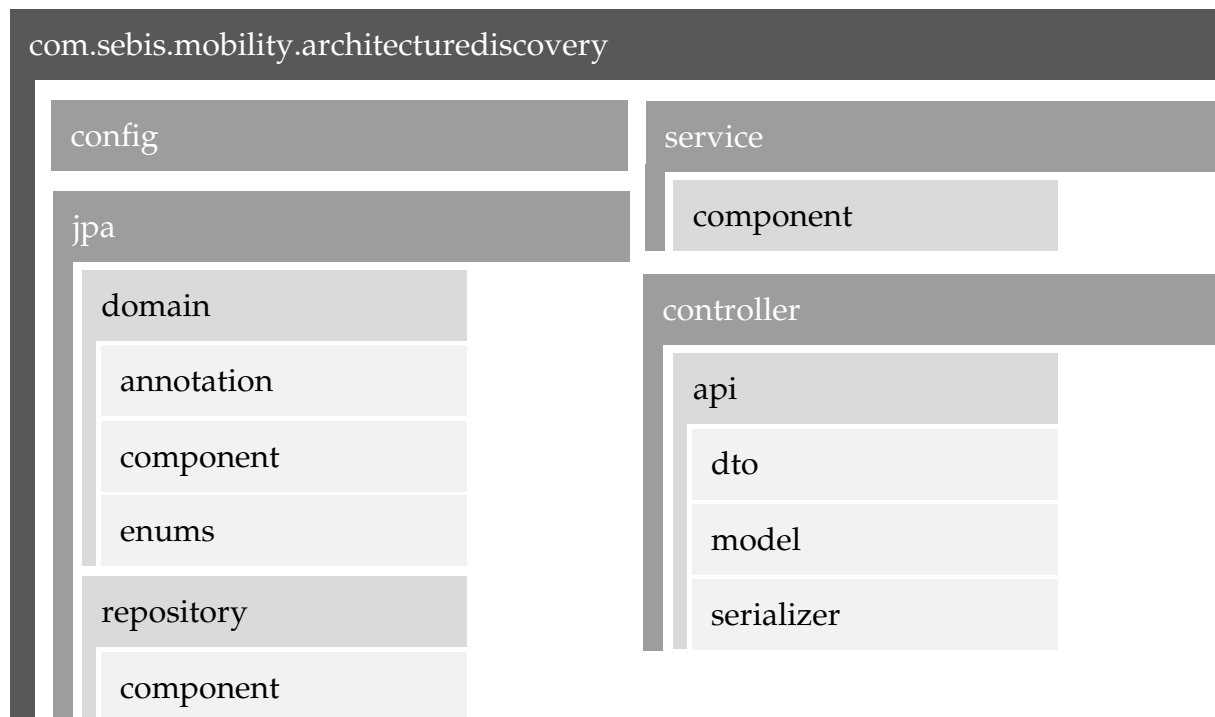 com.sebis.mobility.architecturediscovery
config
jpa
domain
annotation
component
enums
repository
component
service
component
controller
api
dto
model
serializer